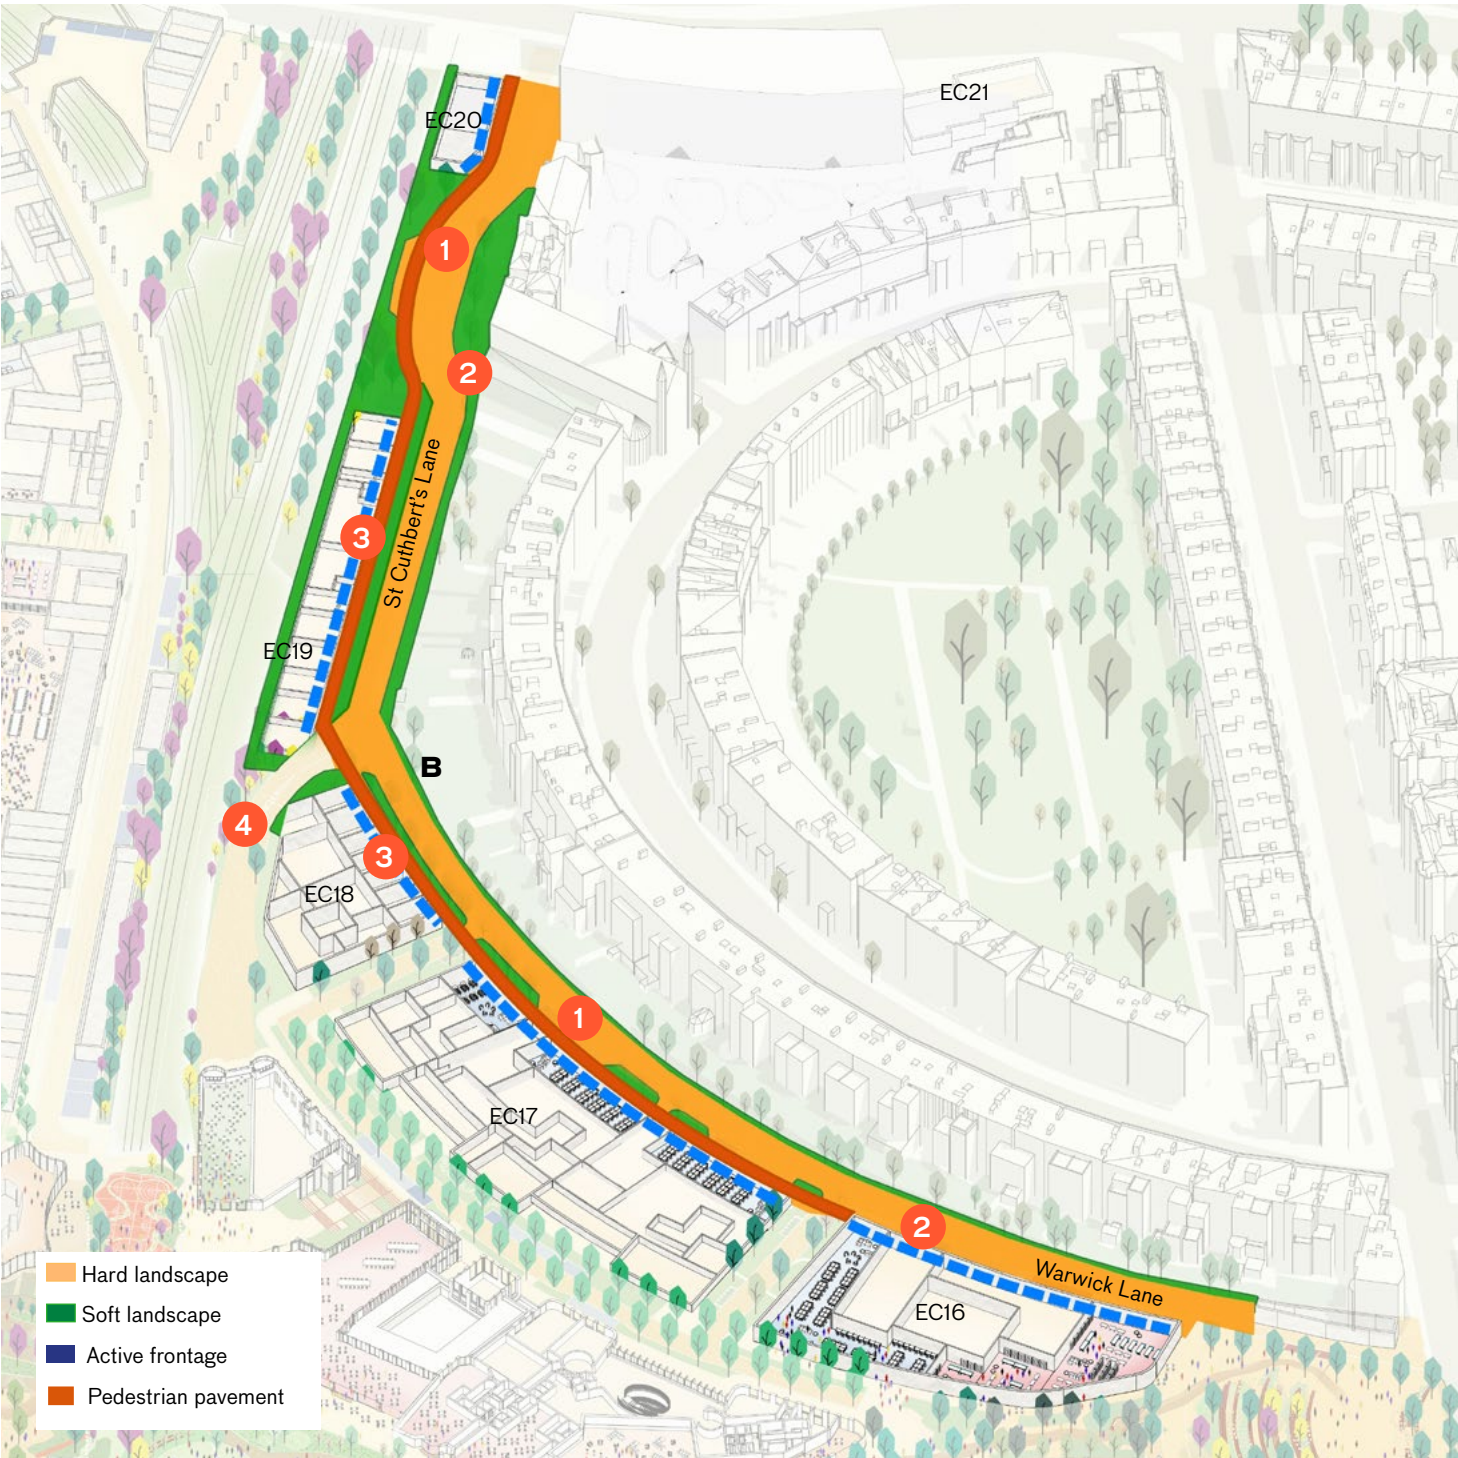 EC21
EC20
1
2
St Cuthbert's Lane
3
EC19
B
4
3
EC18
1
EC17
2
Warwick Lane
EC16
Hard landscape
Soft landscape
Active frontage
Pedestrian pavement